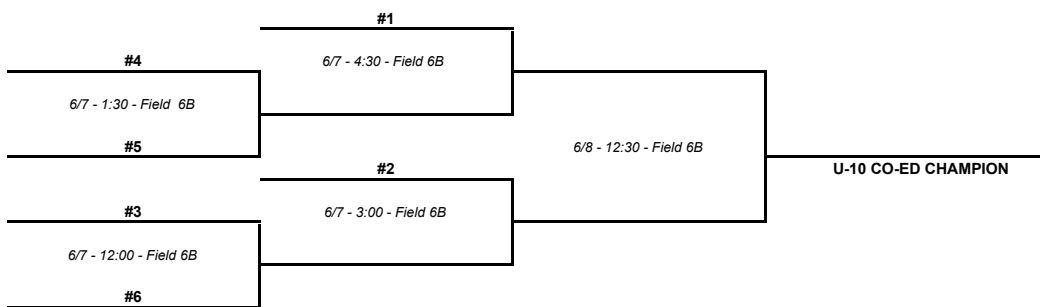 #1
#4
6/7 - 4:30 - Field 6B
6/7 - 1:30 - Field 6B
#5
6/8 - 12:30 - Field 6B
#2
U-10 CO-ED CHAMPION
#3
6/7 - 3:00 - Field 6B
6/7 - 12:00 - Field 6B
#6